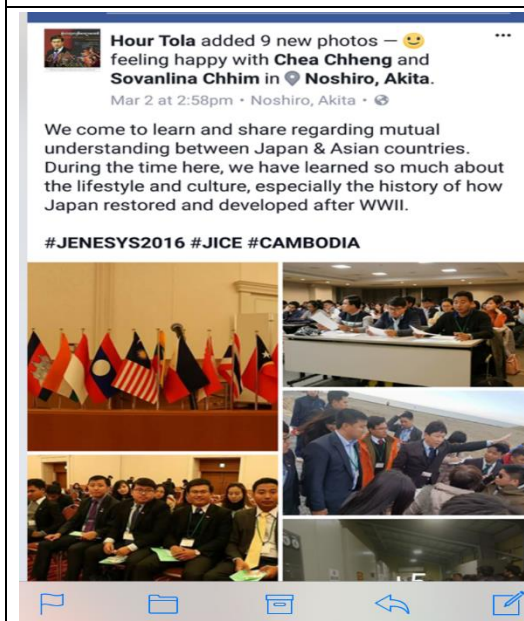 Hour Tola added 9 new photos — 🙂
feeling happy with Chea Chheng and
Sovanlina Chhim in Noshiro, Akita.
Mar 2 at 2:58pm • Noshiro, Akita •
We come to learn and share regarding mutual
understanding between Japan & Asian countries.
During the time here, we have learned so much about
the lifestyle and culture, especially the history of how
Japan restored and developed after WWII.
#JENESYS2016 #JICE #CAMBODIA